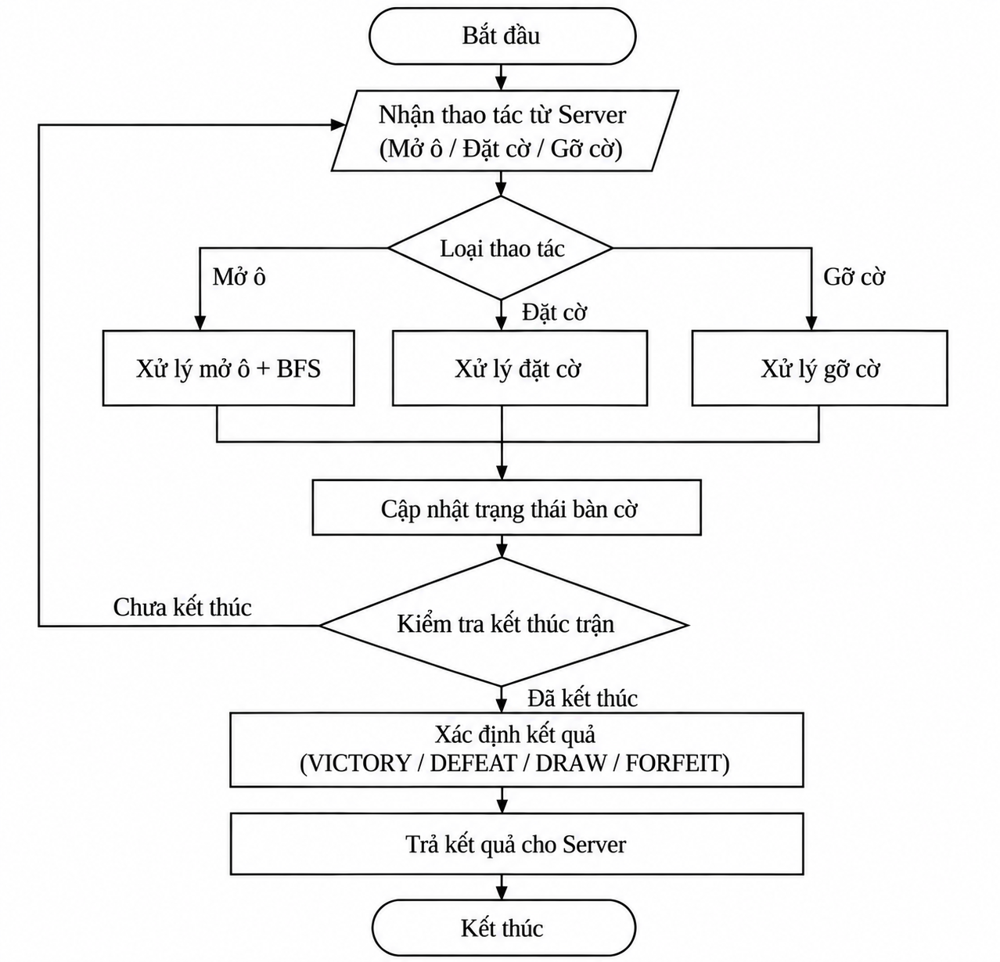 Bắt đầu
Nhận thao tác từ Server
(Mở ô / Đặt cờ / Gỡ cờ)
Loại thao tác
Mở ô
Gỡ cờ
Đặt cờ
Xử lý mở ô + BFS
Xử lý đặt cờ
Xử lý gỡ cờ
Cập nhật trạng thái bàn cờ
Chưa kết thúc
Kiểm tra kết thúc trận
Đã kết thúc
Xác định kết quả
(VICTORY / DEFEAT / DRAW / FORFEIT)
Trả kết quả cho Server
Kết thúc